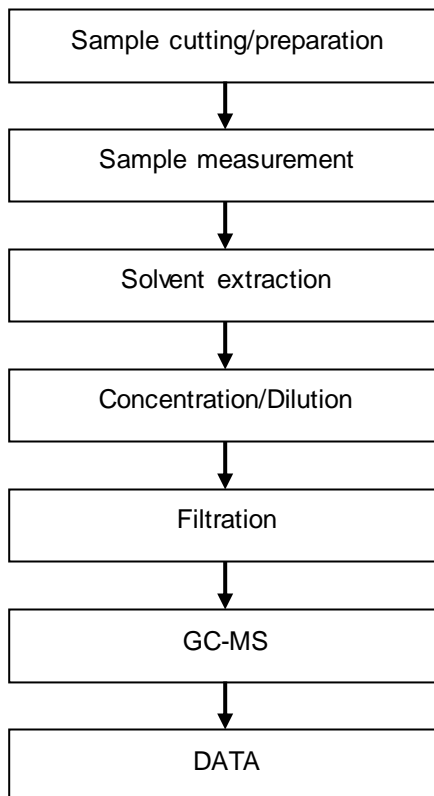 Sample cutting/preparation
Sample measurement
Solvent extraction
Concentration/Dilution
Filtration
GC-MS
DATA